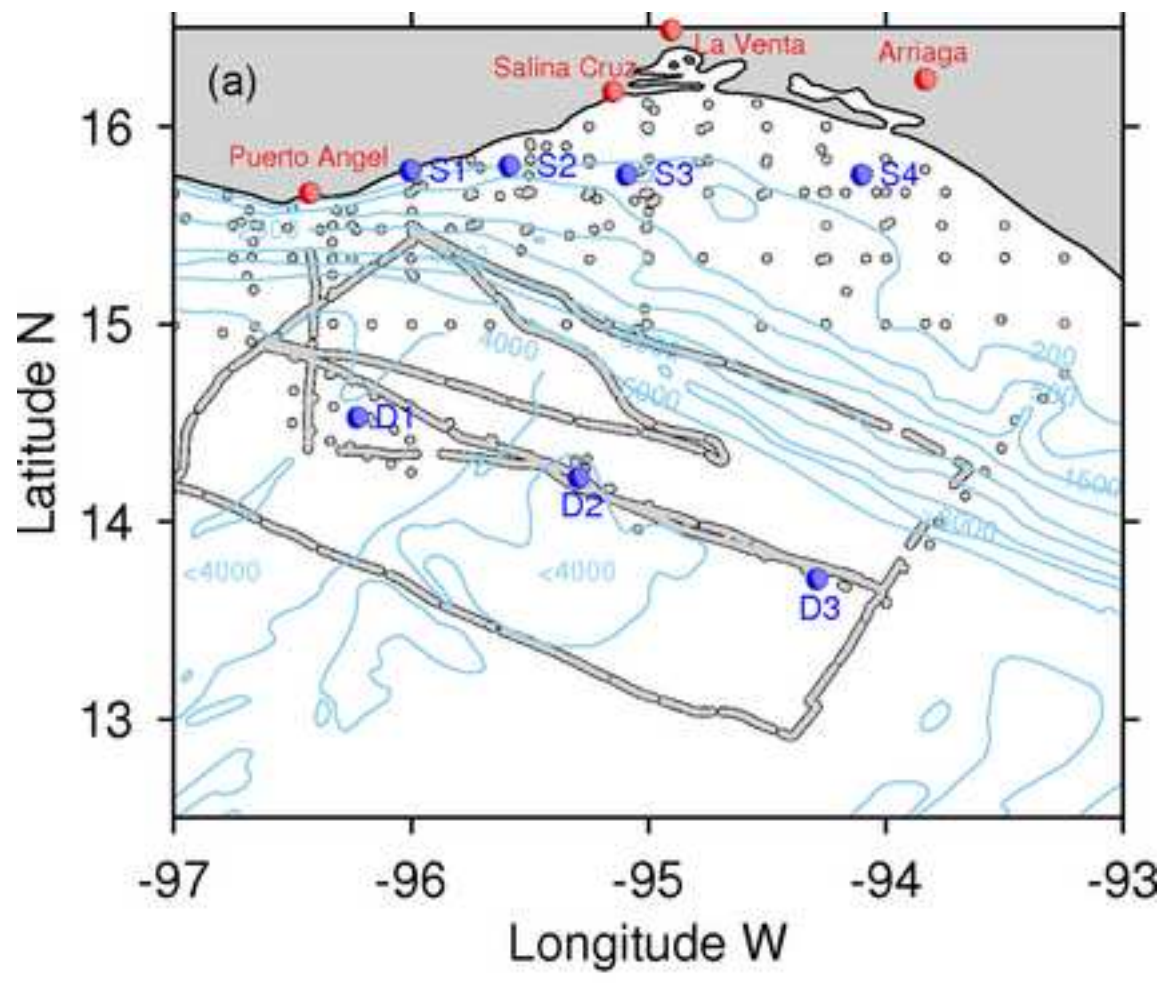 (a)
La Venta
Salina Cruz
Arriaga
Puerto Angel
S1
S2
S3
S4
16
15
14
13
Latitude N
4000
5000
200
1500
D1
D2
D3
3000
<4000
<4000
-97
-96
-95
-94
-93
Longitude W